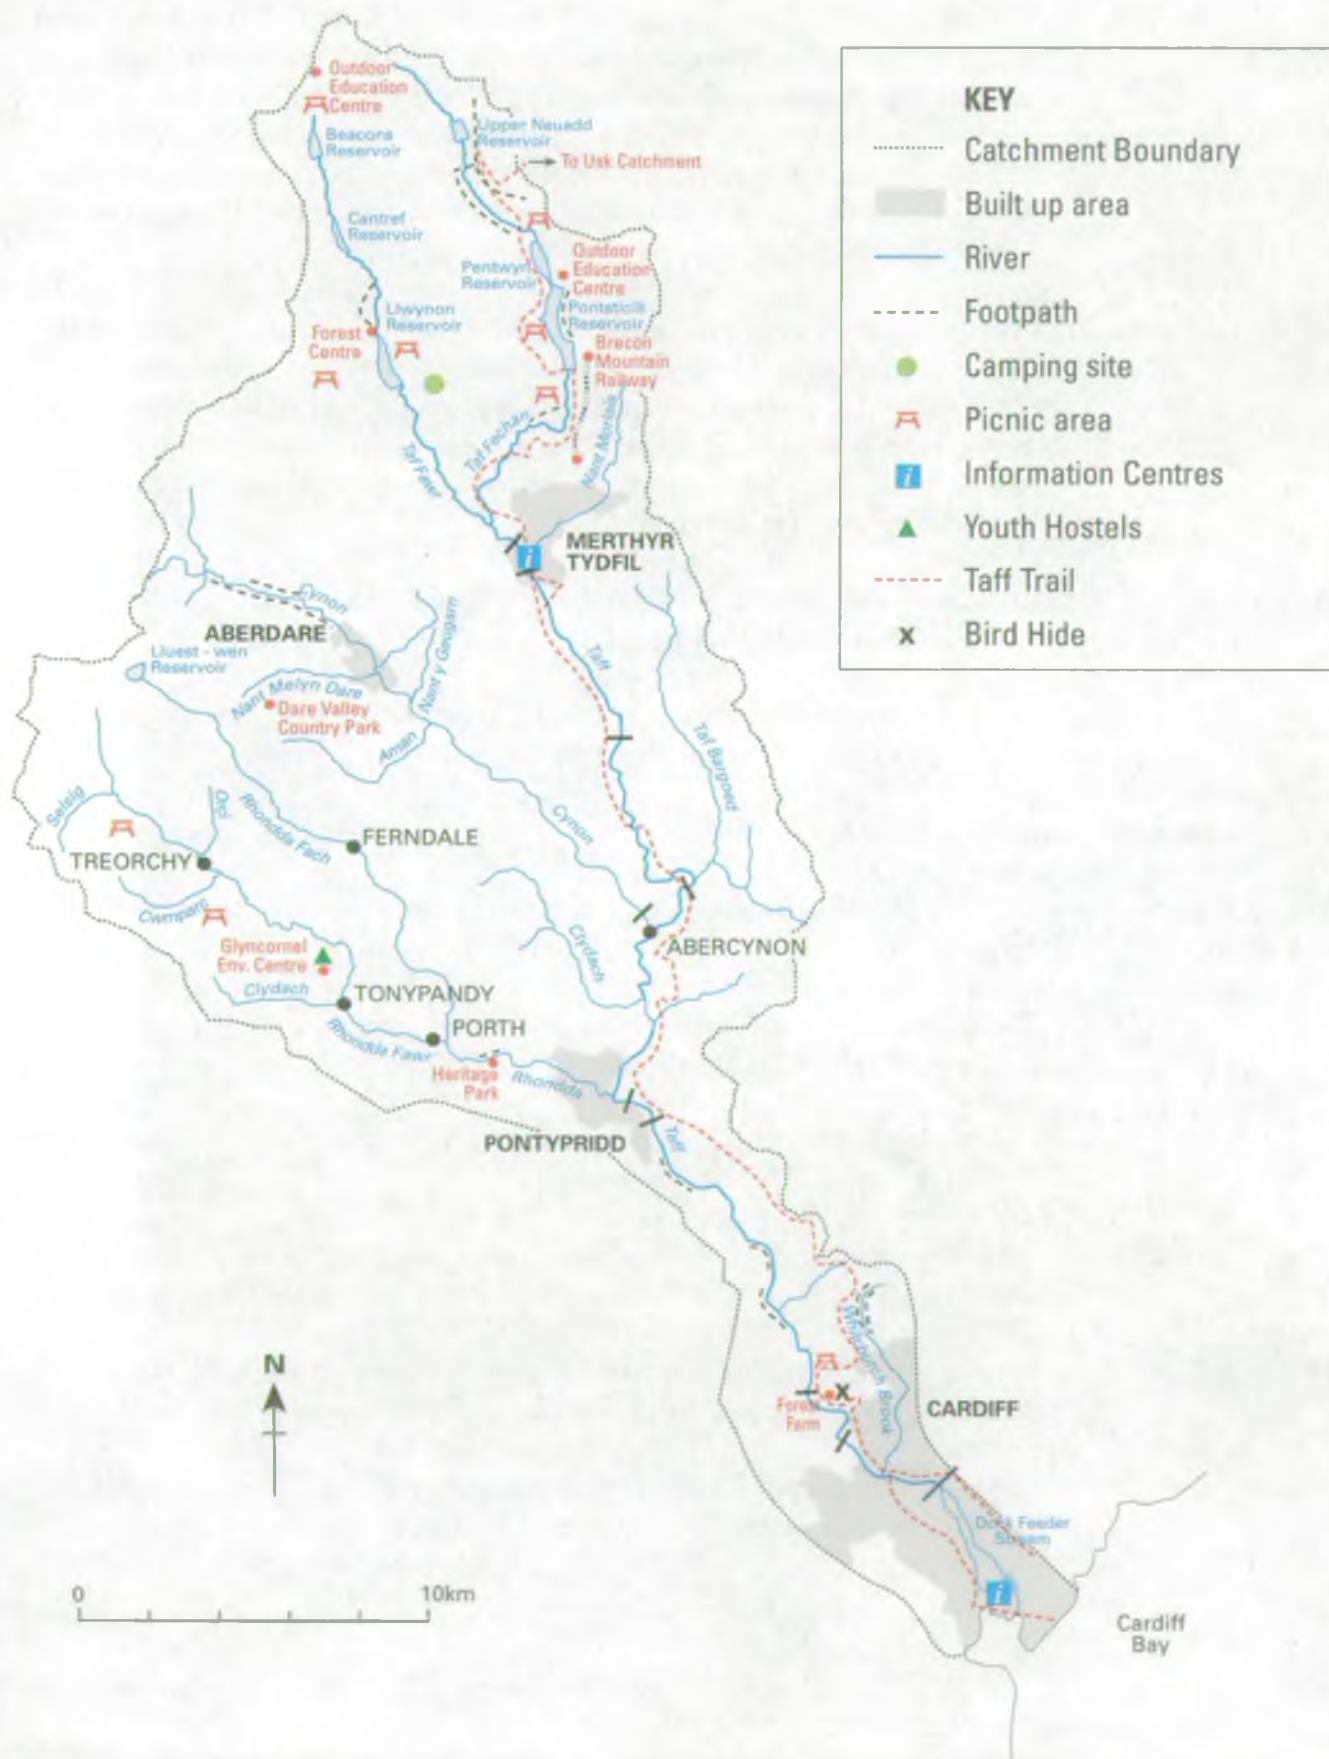 Outdoor
Education
Centre
Beacons
Reservoir
Upper Neuadd
Reservoir
To Usk Catchment
Cantref
Reservoir
Pentwyn
Reservoir
Outdoor
Education
Centre
Pontsticill
Reservoir
Llwynon
Reservoir
Forest
Centre
Brecon
Mountain
Railway
Taf Fechan
Taf Fawr
Nant Morlais
i
MERTHYR
TYDFIL
Cynon
ABERDARE
Lluest - wen
Reservoir
Nant y Geugarn
Taff
Nant Melyn Dare
Dare Valley
Country Park
Aman
Taf Bargoed
Selsig
Orci
Rhondda Fach
Cynon
FERNDALE
TREORCHY
Cwmparc
Clydach
ABERCYNON
Glyncornel
Env. Centre
Clydach
TONYPANDY
PORTH
Rhondda Fawr
Heritage
Park
Rhondda
PONTYPRIDD
Taff
Whitchurch Brook
x
Forest
Farm
CARDIFF
Dock Feeder
Stream
i
Cardiff
Bay
N
0
10km
KEY
Catchment Boundary
Built up area
River
Footpath
Camping site
Picnic area
i Information Centres
Youth Hostels
Taff Trail
x Bird Hide